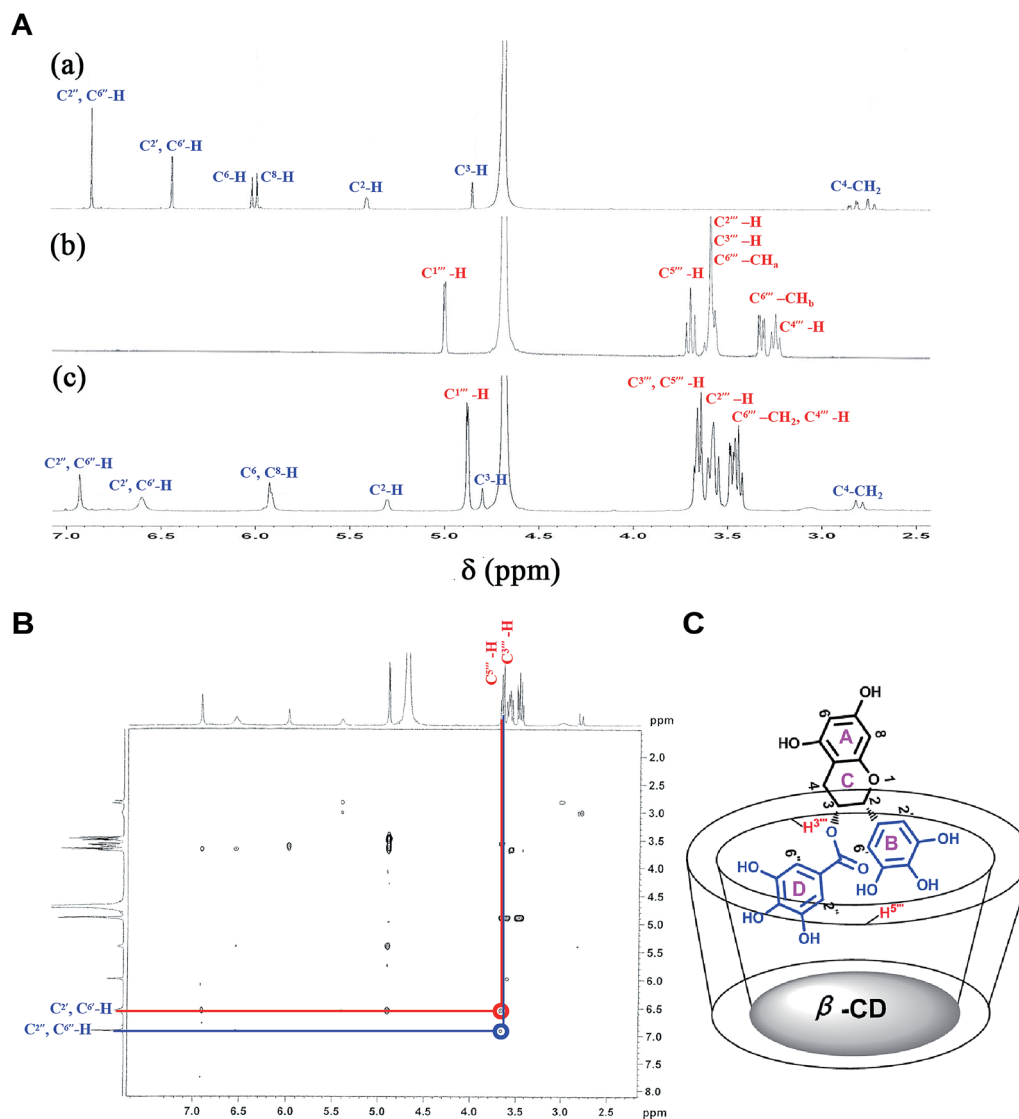 A
(a)
C2'', C6''-H
C2', C6'-H
C6-H
C8-H
C2-H
C3-H
C4-CH2
(b)
C1''' -H
C5''' -H
C2''' -H
C3''' -H
C6''' -CHa
C6''' -CHb
C4''' -H
(c)
C2'', C6''-H
C2', C6'-H
C6, C8-H
C2-H
C1''' -H
C3-H
C3''', C5''' -H
C2''' -H
C6''' -CH2, C4''' -H
C4-CH2
7.0 6.5 6.0 5.5 5.0 4.5 4.0 3.5 3.0 2.5
δ (ppm)
B
C5''' -H
C3''' -H
ppm
2.0
2.5
3.0
3.5
4.0
4.5
5.0
5.5
6.0
6.5
7.0
7.5
8.0
C2', C6'-H
C2'', C6''-H
7.0 6.5 6.0 5.5 5.0 4.5 4.0 3.5 3.0 2.5 ppm
C
OH
6
A
8
HO
C
O
1
4
3
2
2'
H3'''
O
6'
B
OH
6''
O
OH
OH
HO
D
2''
HO
OH
H5'''
β -CD